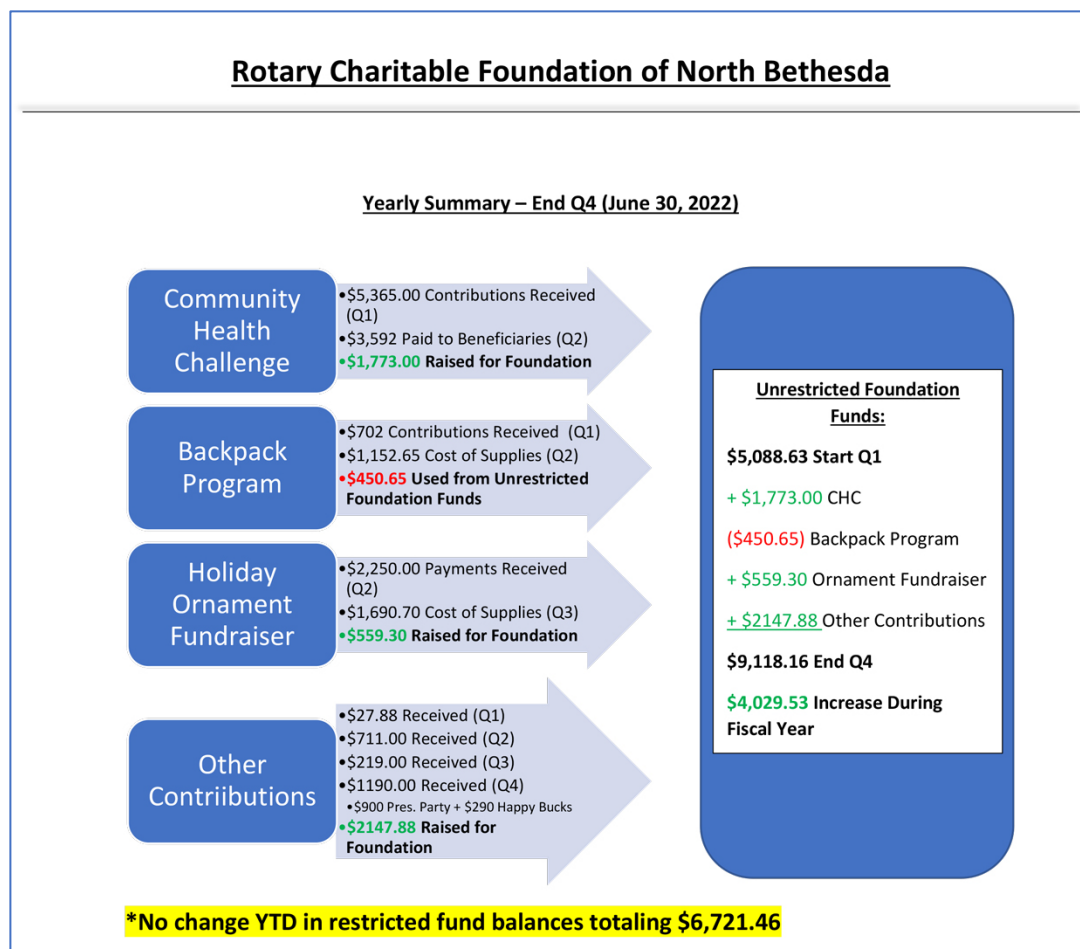 Rotary Charitable Foundation of North Bethesda
Yearly Summary – End Q4 (June 30, 2022)
Community
Health
Challenge
•$5,365.00 Contributions Received
(Q1)
•$3,592 Paid to Beneficiaries (Q2)
•$1,773.00 Raised for Foundation
Backpack
Program
•$702 Contributions Received (Q1)
•$1,152.65 Cost of Supplies (Q2)
•$450.65 Used from Unrestricted
Foundation Funds
Holiday
Ornament
Fundraiser
•$2,250.00 Payments Received
(Q2)
•$1,690.70 Cost of Supplies (Q3)
•$559.30 Raised for Foundation
Other
Contriibutions
•$27.88 Received (Q1)
•$711.00 Received (Q2)
•$219.00 Received (Q3)
•$1190.00 Received (Q4)
•$900 Pres. Party + $290 Happy Bucks
•$2147.88 Raised for
Foundation
Unrestricted Foundation
Funds:
$5,088.63 Start Q1
+ $1,773.00 CHC
($450.65) Backpack Program
+ $559.30 Ornament Fundraiser
+ $2147.88 Other Contributions
$9,118.16 End Q4
$4,029.53 Increase During
Fiscal Year
*No change YTD in restricted fund balances totaling $6,721.46